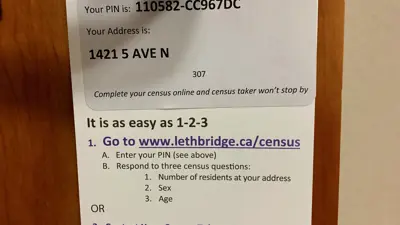 Your PIN is: 110582-CC967DC
Your Address is:
1421 5 AVE N
307
Complete your census online and census taker won't stop by
It is as easy as 1-2-3
1. Go to www.lethbridge.ca/census
A. Enter your PIN (see above)
B. Respond to three census questions:
1. Number of residents at your address
2. Sex
3. Age
OR